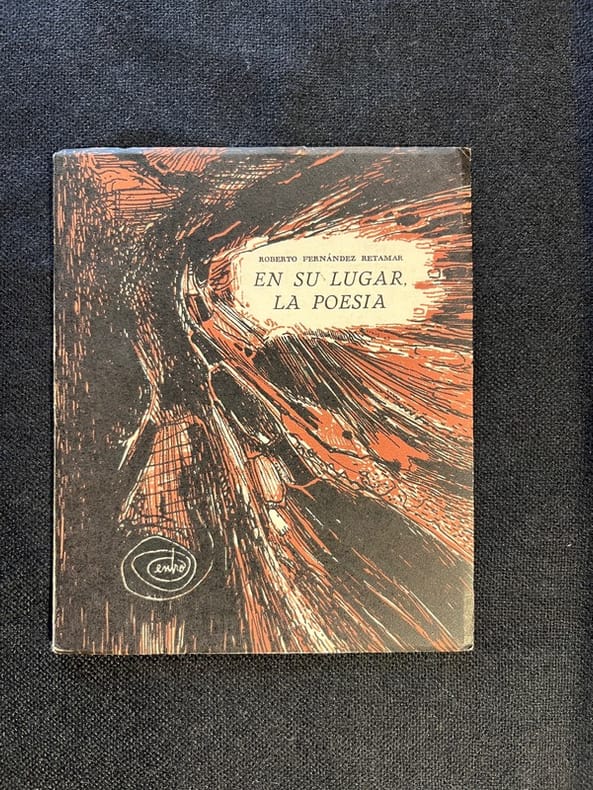 ROBERTO FERNÁNDEZ RETAMAR
EN SU LUGAR,
LA POESIA